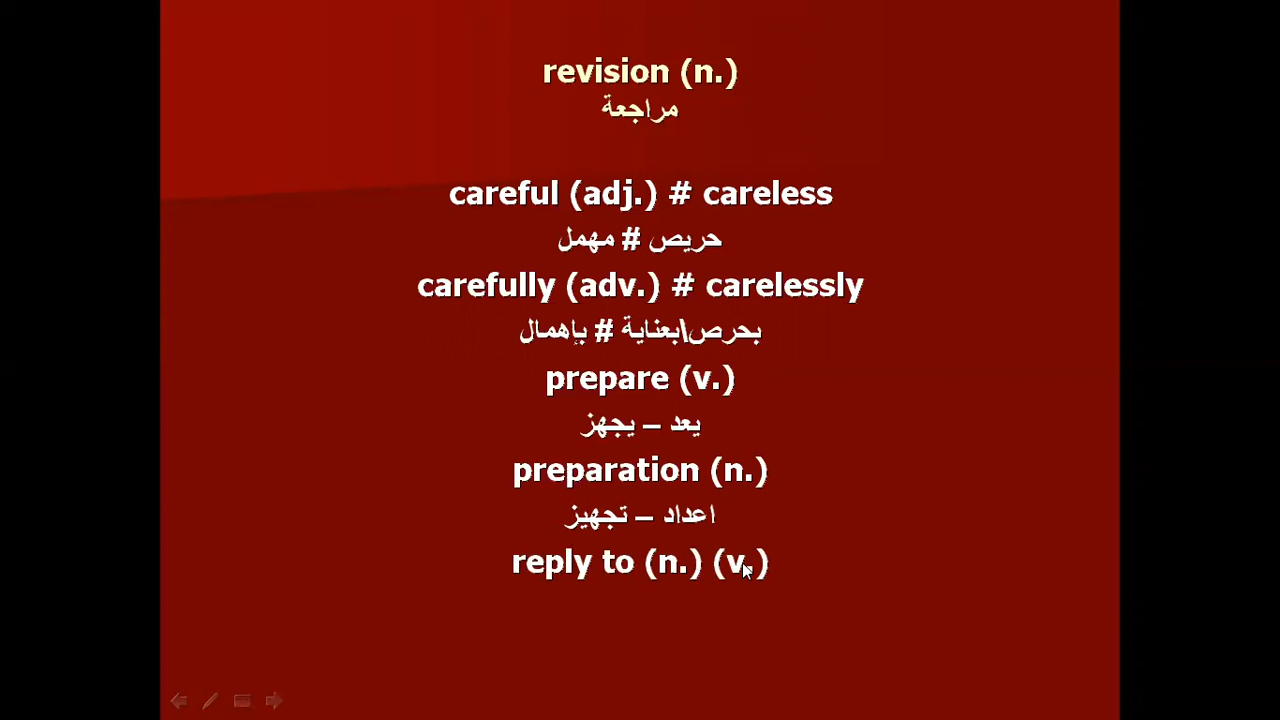 revision (n.)
مراجعة
careful (adj.) # careless
حريص # مهمل
carefully (adv.) # carelessly
بحرص\بعناية # بإهمال
prepare (v.)
يعد – يجهز
preparation (n.)
اعداد – تجهيز
reply to (n.) (v.)